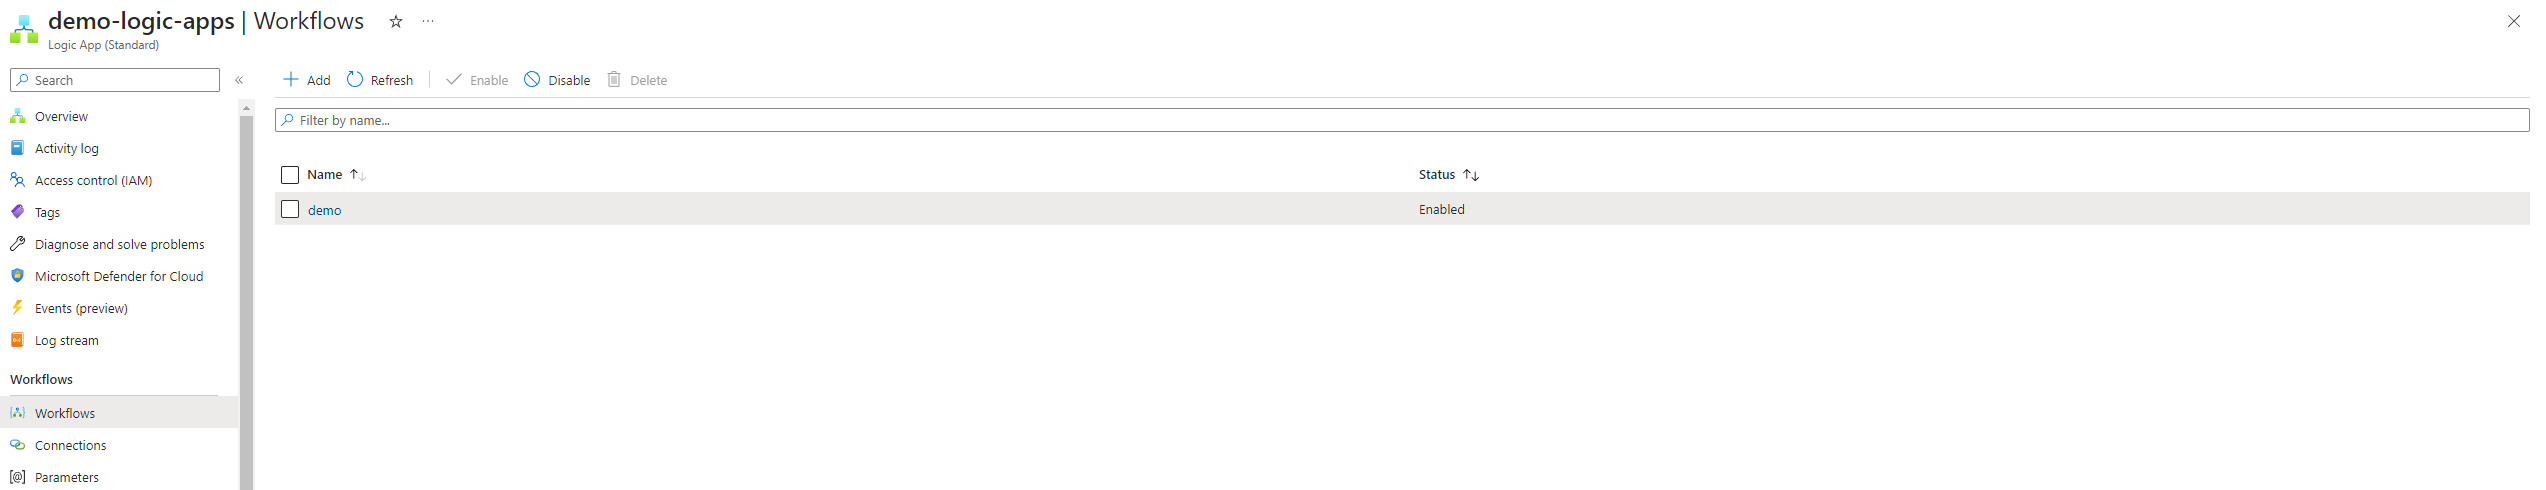 demo-logic-apps | Workflows
Logic App (Standard)
Search
Add Refresh Enable Disable Delete
Overview
Filter by name...
Activity log
Name Status
Access control (IAM)
demo Enabled
Tags
Diagnose and solve problems
Microsoft Defender for Cloud
Events (preview)
Log stream
Workflows
Workflows
Connections
[@] Parameters